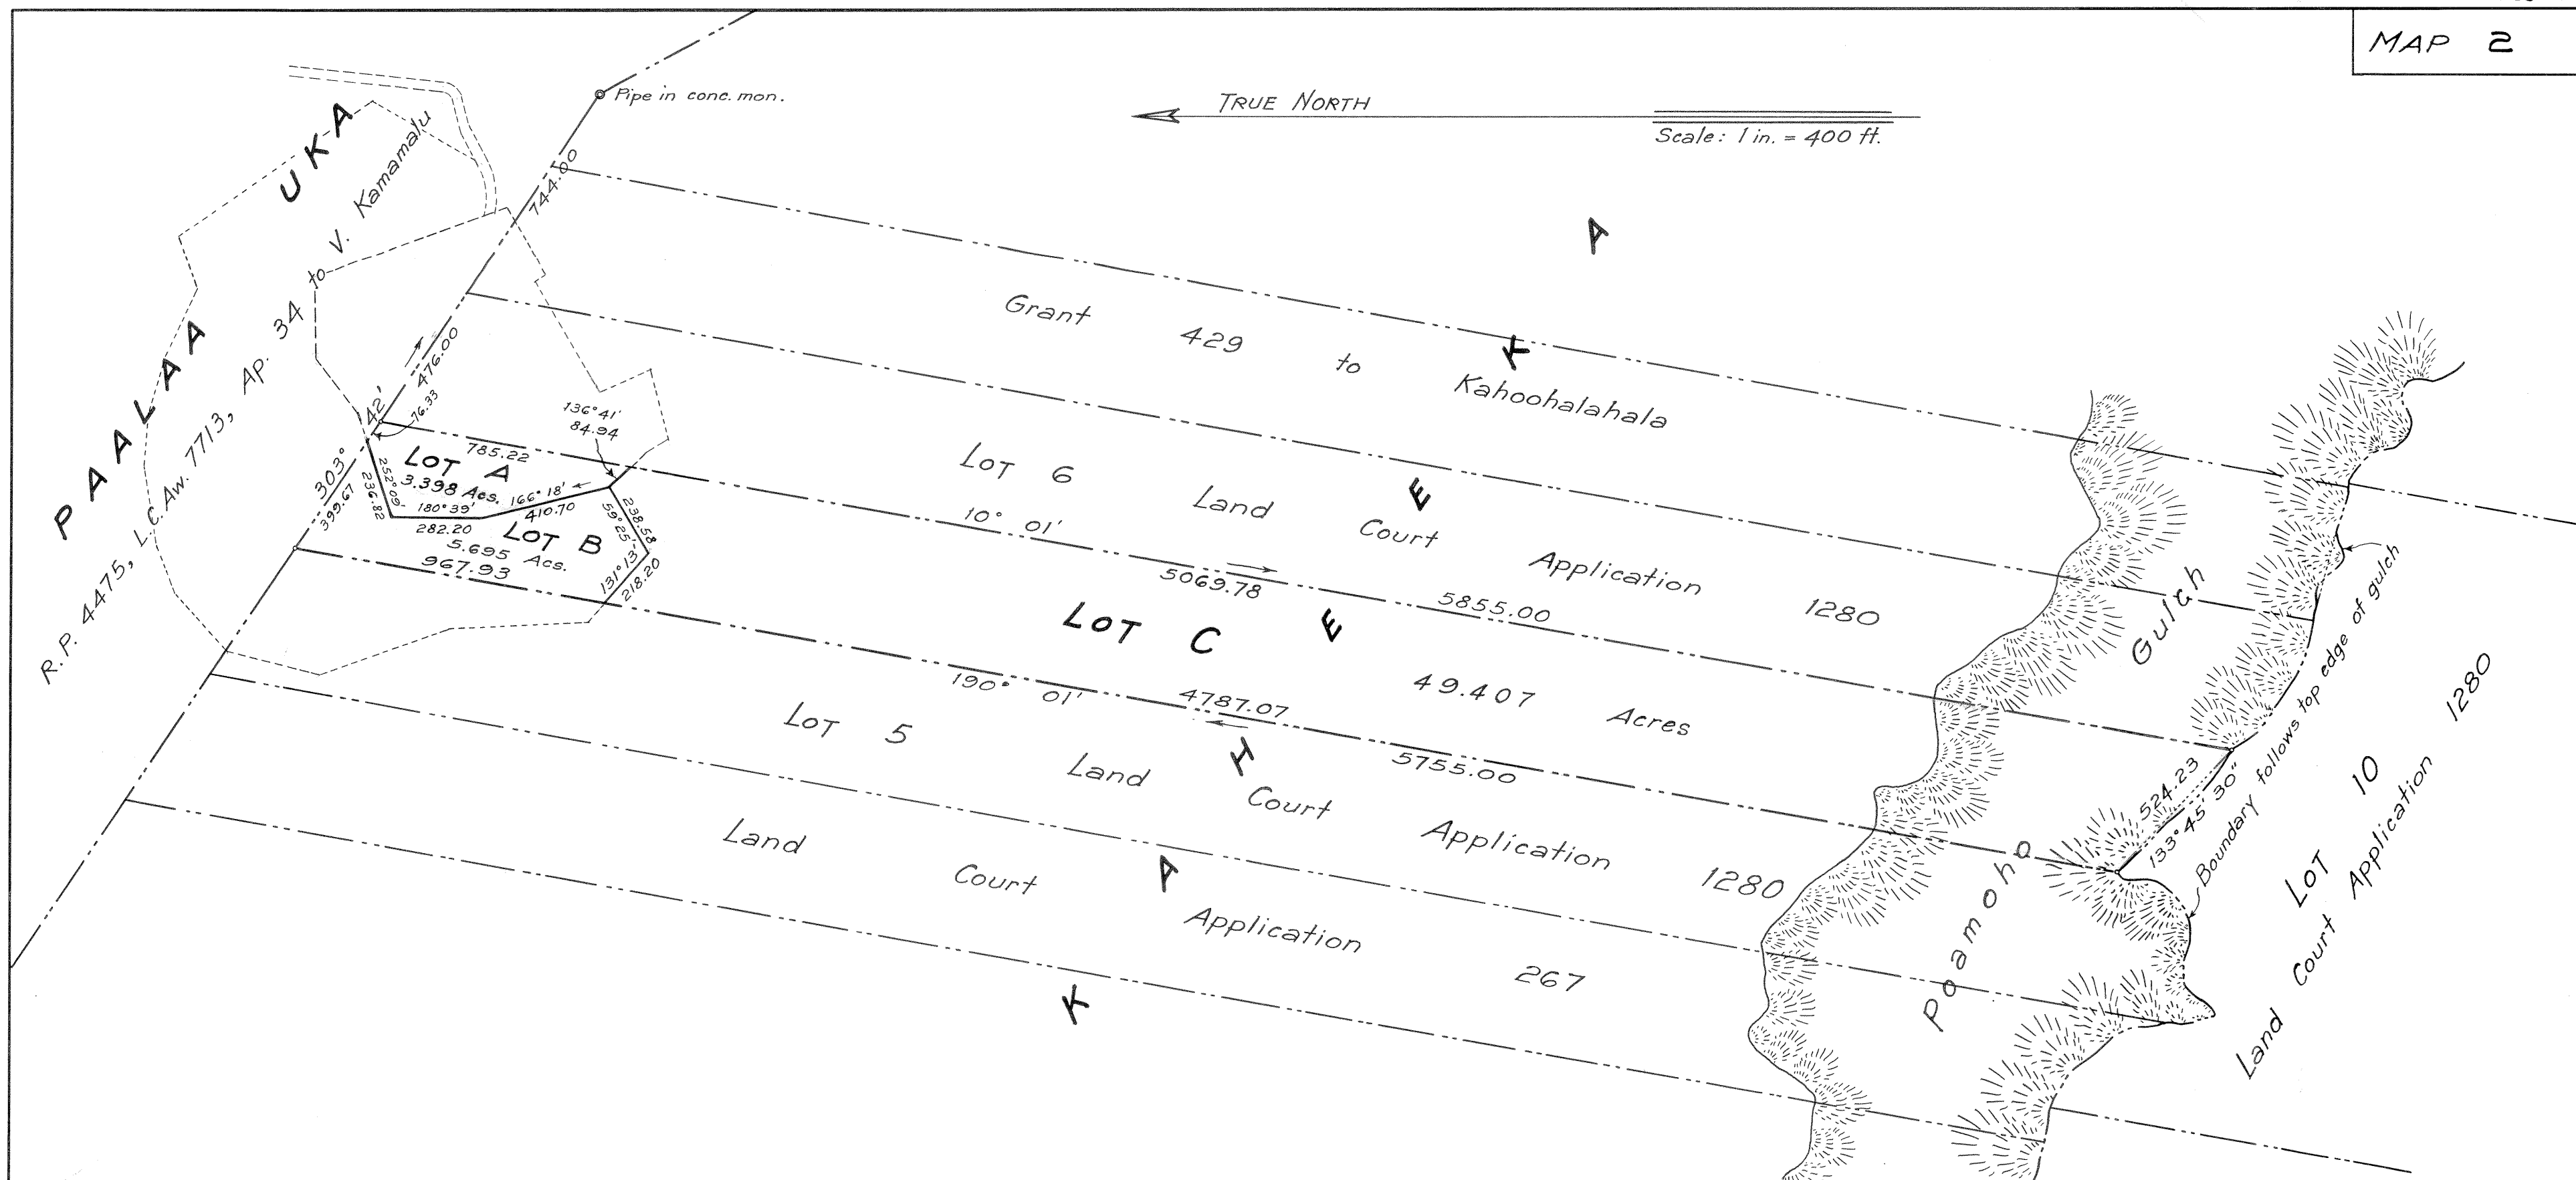 MAP 2
TRUE NORTH
Scale: 1 in. = 400 ft.
Pipe in conc. mon.
PAALAA UKA
R.P. 4475, L.C.Aw. 7713, Ap. 34 to V. Kamamalu
744.00
476.00
76.33
303° 42'
399.67
136°41'
84.94
785.22
LOT A
3.398 Acs.
252°09'
236.82
166°18'
410.70
180°39'
282.20
LOT B
5.695 Acs.
238.58
59°25'
131°13'
218.20
967.93
Grant 429 to Kahoohalahala
LOT 6 Land Court Application 1280
10° 01'
5069.78
5855.00
LOT C
49.407 Acres
190° 01'
4787.07
5755.00
LOT 5 Land Court Application 1280
Land Court Application 267
KAHEEKA
Poamoho Gulch
524.23
133°45'30"
Boundary follows top edge of gulch
LOT 10
Land Court Application 1280